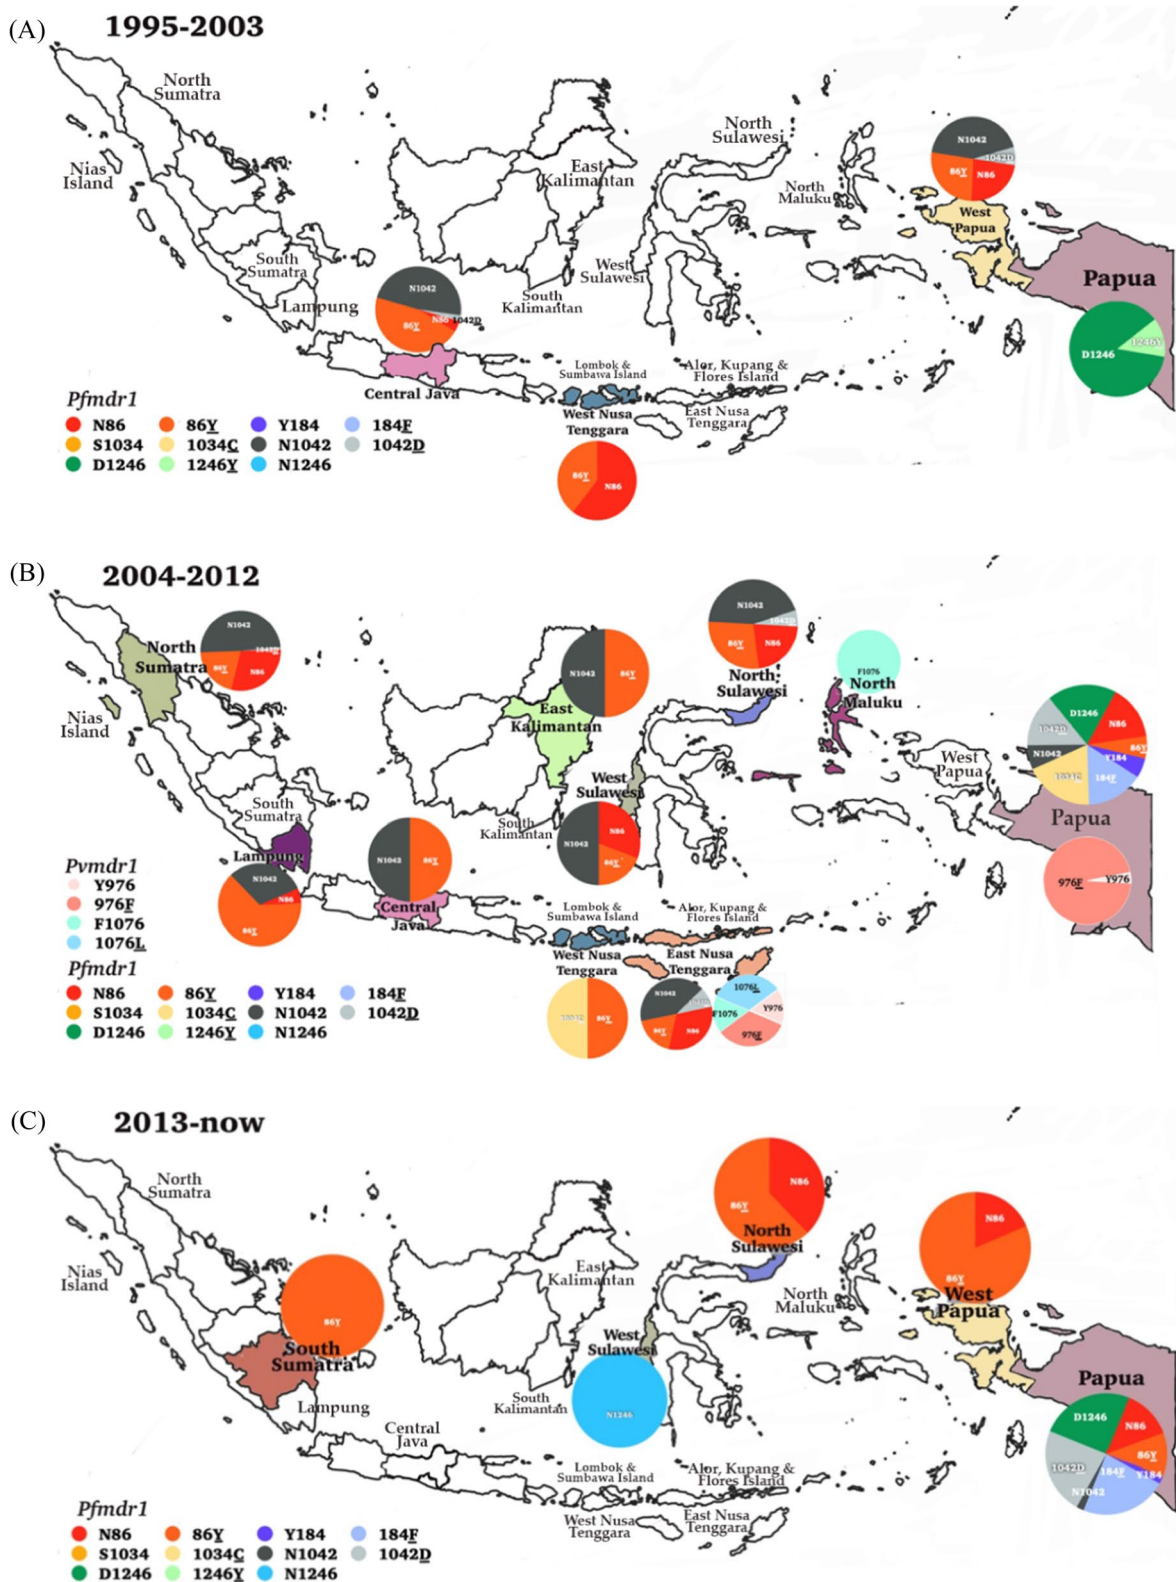 (A)
1995-2003
North
Sumatra
Nias
Island
South
Sumatra
Lampung
N1042
86Y
N86
1042D
Central Java
East
Kalimantan
South
Kalimantan
North
Sulawesi
West
Sulawesi
North
Maluku
N1042
1042D
86Y
N86
West
Papua
Papua
D1246
1246Y
Lombok &
Sumbawa Island
West Nusa
Tenggara
Alor, Kupang &
Flores Island
East Nusa
Tenggara
86Y
N86
Pfmdr1
N86 86Y Y184 184F
S1034 1034C N1042 1042D
D1246 1246Y N1246
(B)
2004-2012
North
Sumatra
N1042
1042D
86Y
N86
Nias
Island
South
Sumatra
Lampung
N1042
N86
86Y
N1042
86Y
Central
Java
N1042
86Y
East
Kalimantan
South
Kalimantan
West
Sulawesi
N1042
N86
86Y
N1042
1042D
86Y
N86
North
Sulawesi
F1076
North
Maluku
West
Papua
D1246
N86
86Y
Y184
184F
1034C
N1042
1042D
Papua
976F
Y976
Lombok &
Sumbawa Island
West Nusa
Tenggara
Alor, Kupang &
Flores Island
East Nusa
Tenggara
1034C
86Y
N1042
1042D
86Y
N86
1076L
Y976
F1076
976F
Pvmdr1
Y976
976F
F1076
1076L
Pfmdr1
N86 86Y Y184 184F
S1034 1034C N1042 1042D
D1246 1246Y N1246
(C)
2013-now
North
Sumatra
Nias
Island
86Y
South
Sumatra
Lampung
Central
Java
East
Kalimantan
South
Kalimantan
West
Sulawesi
N1246
86Y
N86
North
Sulawesi
North
Maluku
N86
86Y
West
Papua
Papua
D1246
N86
86Y
Y184
184F
N1042
1042D
Lombok &
Sumbawa Island
West Nusa
Tenggara
Alor, Kupang &
Flores Island
East Nusa
Tenggara
Pfmdr1
N86 86Y Y184 184F
S1034 1034C N1042 1042D
D1246 1246Y N1246